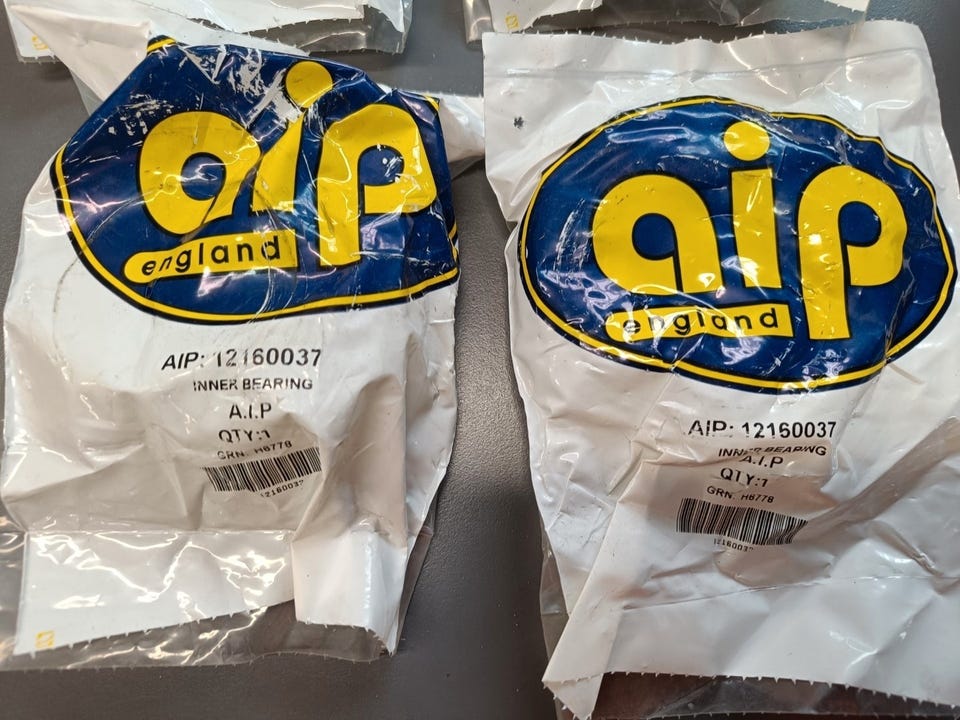 aip
england
AIP: 12160037
INNER BEARING
A.I.P
QTY:1
GRN: H6778
12160037
aip
england
AIP: 12160037
INNER BEARING
A.I.P
QTY:1
GRN: H6778